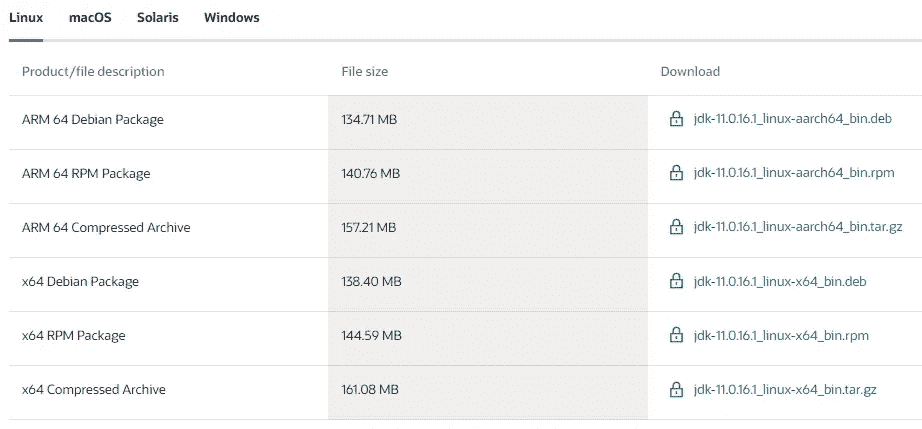 Linux macOS Solaris Windows
Product/file description File size Download
ARM 64 Debian Package 134.71 MB jdk-11.0.16.1_linux-aarch64_bin.deb
ARM 64 RPM Package 140.76 MB jdk-11.0.16.1_linux-aarch64_bin.rpm
ARM 64 Compressed Archive 157.21 MB jdk-11.0.16.1_linux-aarch64_bin.tar.gz
x64 Debian Package 138.40 MB jdk-11.0.16.1_linux-x64_bin.deb
x64 RPM Package 144.59 MB jdk-11.0.16.1_linux-x64_bin.rpm
x64 Compressed Archive 161.08 MB jdk-11.0.16.1_linux-x64_bin.tar.gz